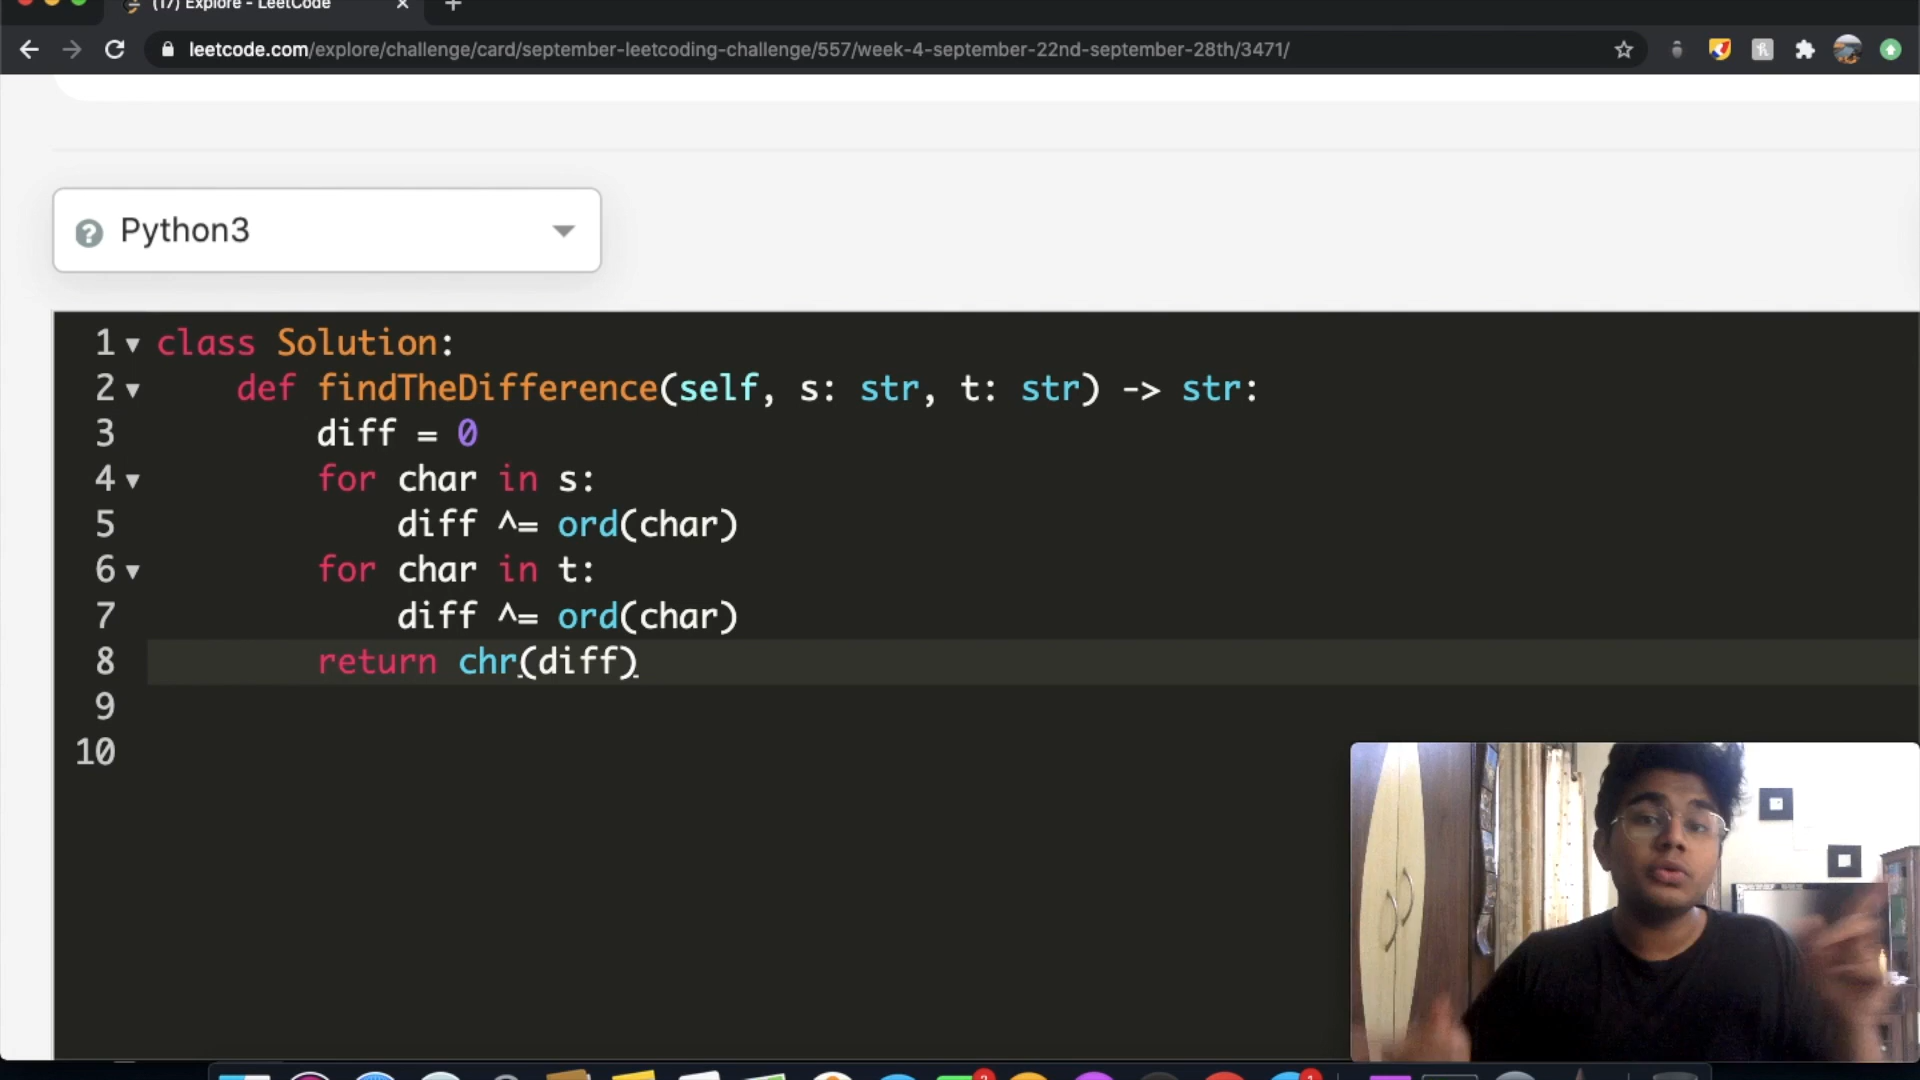 (17) Explore - LeetCode
leetcode.com/explore/challenge/card/september-leetcoding-challenge/557/week-4-september-22nd-september-28th/3471/
Python3
1 class Solution:
2 def findTheDifference(self, s: str, t: str) -> str:
3 diff = 0
4 for char in s:
5 diff ^= ord(char)
6 for char in t:
7 diff ^= ord(char)
8 return chr(diff)
9
10